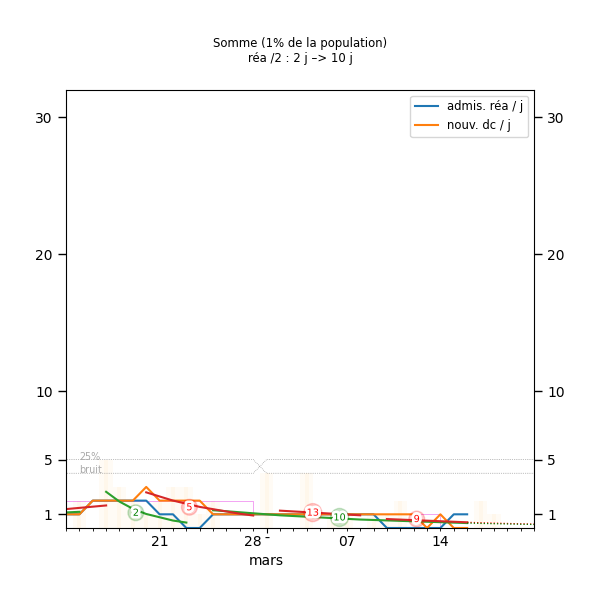 Somme (1% de la population)
réa /2 : 2 j –> 10 j
admis. réa / j
nouv. dc / j
30 30
20 20
10 10
5 5
25%
bruit
1 1
2 5 13 10 9
21 28 07 14
mars